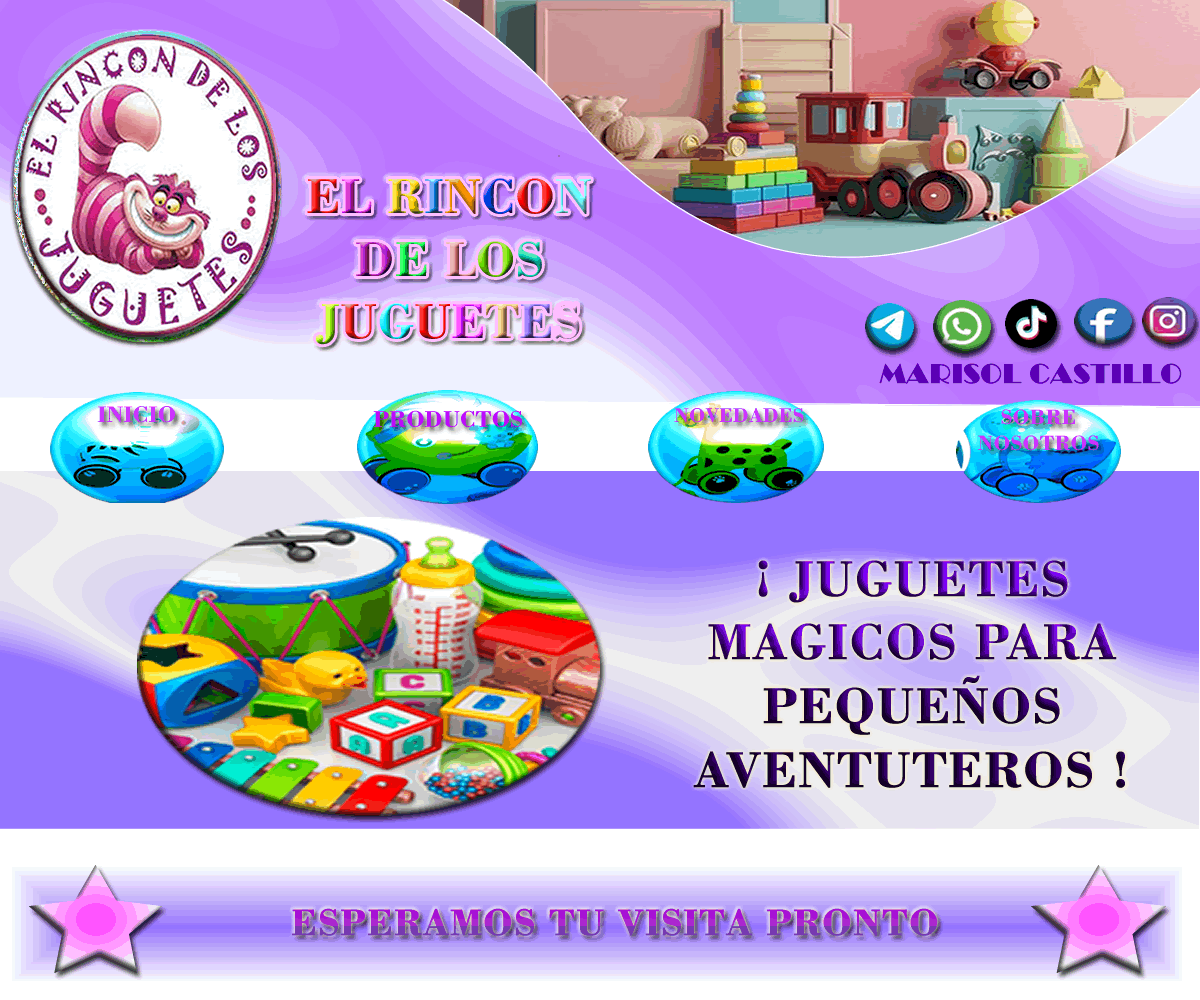 EL RINCON DE LOS
JUGUETES
EL RINCON
DE LOS
JUGUETES
MARISOL CASTILLO
INICIO
PRODUCTOS
NOVEDADES
SOBRE
NOSOTROS
C
B
B
A
A
¡ JUGUETES
MAGICOS PARA
PEQUEÑOS
AVENTUTEROS !
ESPERAMOS TU VISITA PRONTO